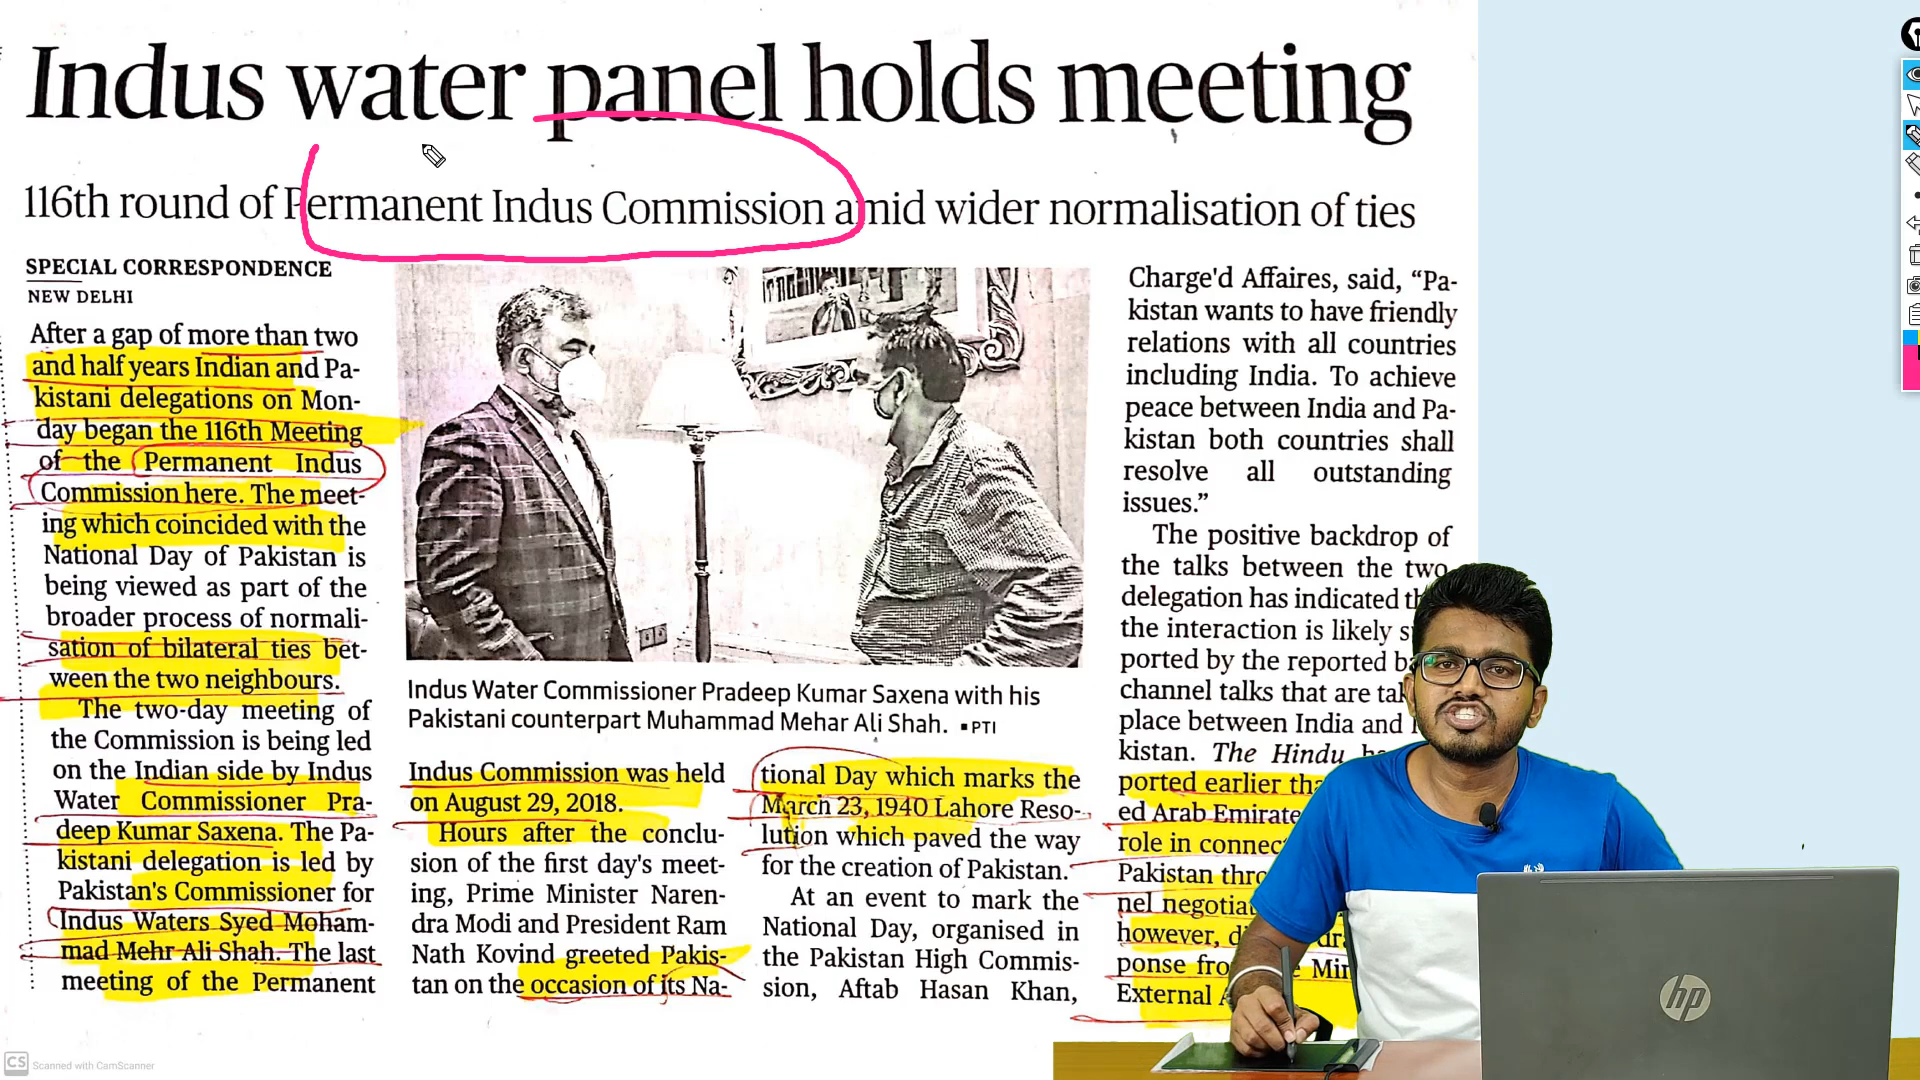 Indus water panel holds meeting
116th round of Permanent Indus Commission amid wider normalisation of ties
SPECIAL CORRESPONDENCE
NEW DELHI
After a gap of more than two
and half years Indian and Pa-
kistani delegations on Mon-
day began the 116th Meeting
of the Permanent Indus
Commission here. The meet-
ing which coincided with the
National Day of Pakistan is
being viewed as part of the
broader process of normali-
sation of bilateral ties bet-
ween the two neighbours.
The two-day meeting of
the Commission is being led
on the Indian side by Indus
Water Commissioner Pra-
deep Kumar Saxena. The Pa-
kistani delegation is led by
Pakistan's Commissioner for
Indus Waters Syed Moham-
mad Mehr Ali Shah. The last
meeting of the Permanent
Indus Water Commissioner Pradeep Kumar Saxena with his
Pakistani counterpart Muhammad Mehar Ali Shah. ▪ PTI
Indus Commission was held
on August 29, 2018.
Hours after the conclu-
sion of the first day's meet-
ing, Prime Minister Naren-
dra Modi and President Ram
Nath Kovind greeted Pakis-
tan on the occasion of its Na-
tional Day which marks the
March 23, 1940 Lahore Reso-
lution which paved the way
for the creation of Pakistan.
At an event to mark the
National Day, organised in
the Pakistan High Commis-
sion, Aftab Hasan Khan,
Charge'd Affaires, said, “Pa-
kistan wants to have friendly
relations with all countries
including India. To achieve
peace between India and Pa-
kistan both countries shall
resolve all outstanding
issues.”
The positive backdrop of
the talks between the two
delegation has indicated
the interaction is likely
ported by the reported
channel talks that are
place between India and
kistan. The Hindu
ported earlier
ed Arab
role in
Pakistan
nel
however,
ponse
External
CS Scanned with CamScanner
hp